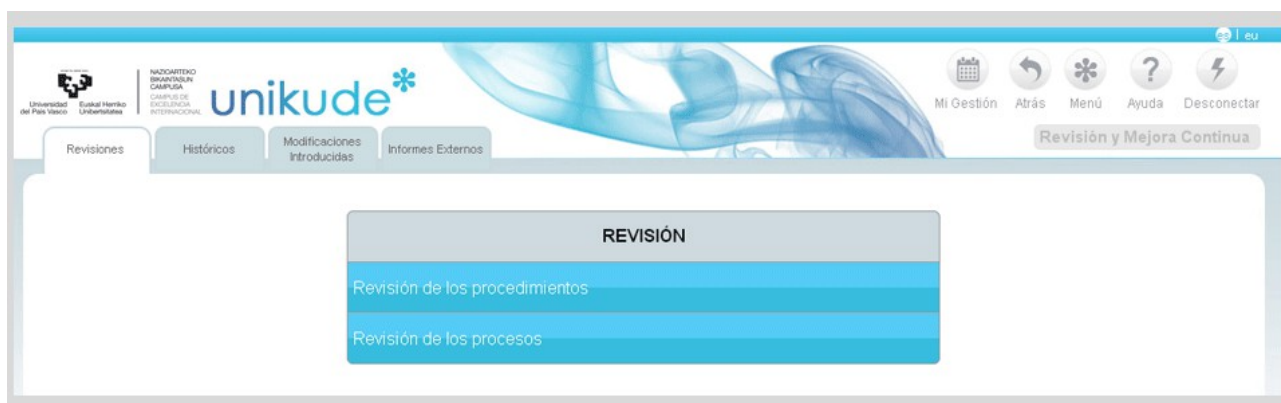 es | eu
Universidad del País Vasco
Euskal Herriko Unibertsitatea
NAZIOARTEKO
BIKAINTASUN
CAMPUSA
CAMPUS DE
EXCELENCIA
INTERNACIONAL
unikude
Mi Gestión Atrás Menú Ayuda Desconectar
Revisión y Mejora Continua
Revisiones
Históricos
Modificaciones
Introducidas
Informes Externos
REVISIÓN
Revisión de los procedimientos
Revisión de los procesos